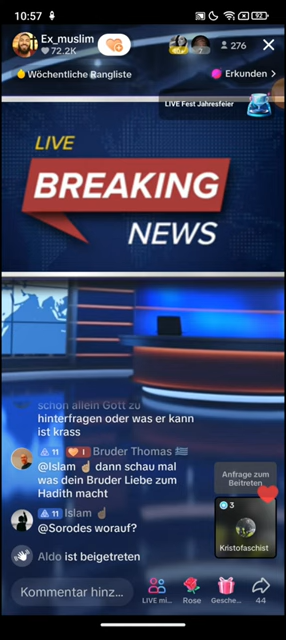 10:57
92
Ex_muslim
72.2K
276
Wöchentliche Rangliste
Erkunden >
LIVE Fest Jahresfeier
LIVE
BREAKING
NEWS
schon allein Gott zu
hinterfragen oder was er kann
ist krass
11 1 Bruder Thomas 🇬🇷
@Islam ☝🏽 dann schau mal
was dein Bruder Liebe zum
Hadith macht
11 Islam ☝🏽
@Sorodes worauf?
Aldo ist beigetreten
Anfrage zum
Beitreten
3
Kristofaschist
Kommentar hinz...
LIVE mi...
Rose
Gesche...
44